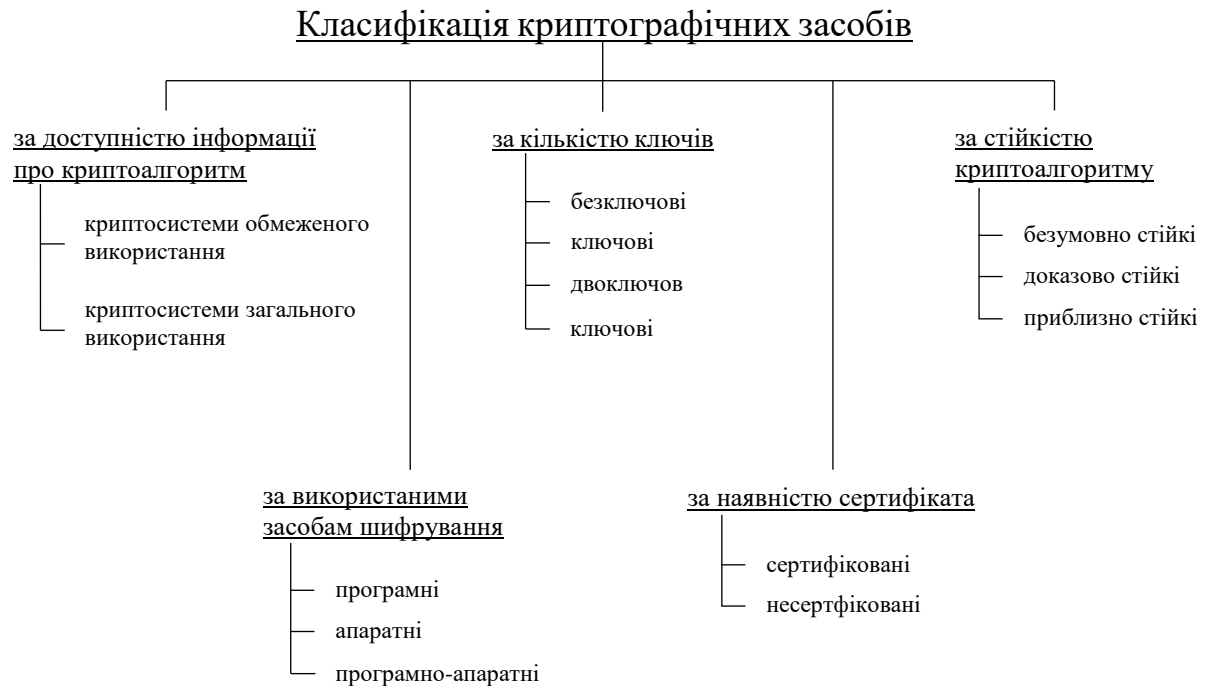 Класифікація криптографічних засобів
за доступністю інформації
про криптоалгоритм
криптосистеми обмеженого
використання
криптосистеми загального
використання
за кількістю ключів
безключові
ключові
двоключов
ключові
за стійкістю
криптоалгоритму
безумовно стійкі
доказово стійкі
приблизно стійкі
за використаними
засобам шифрування
програмні
апаратні
програмно-апаратні
за наявністю сертифіката
сертифіковані
несертфіковані